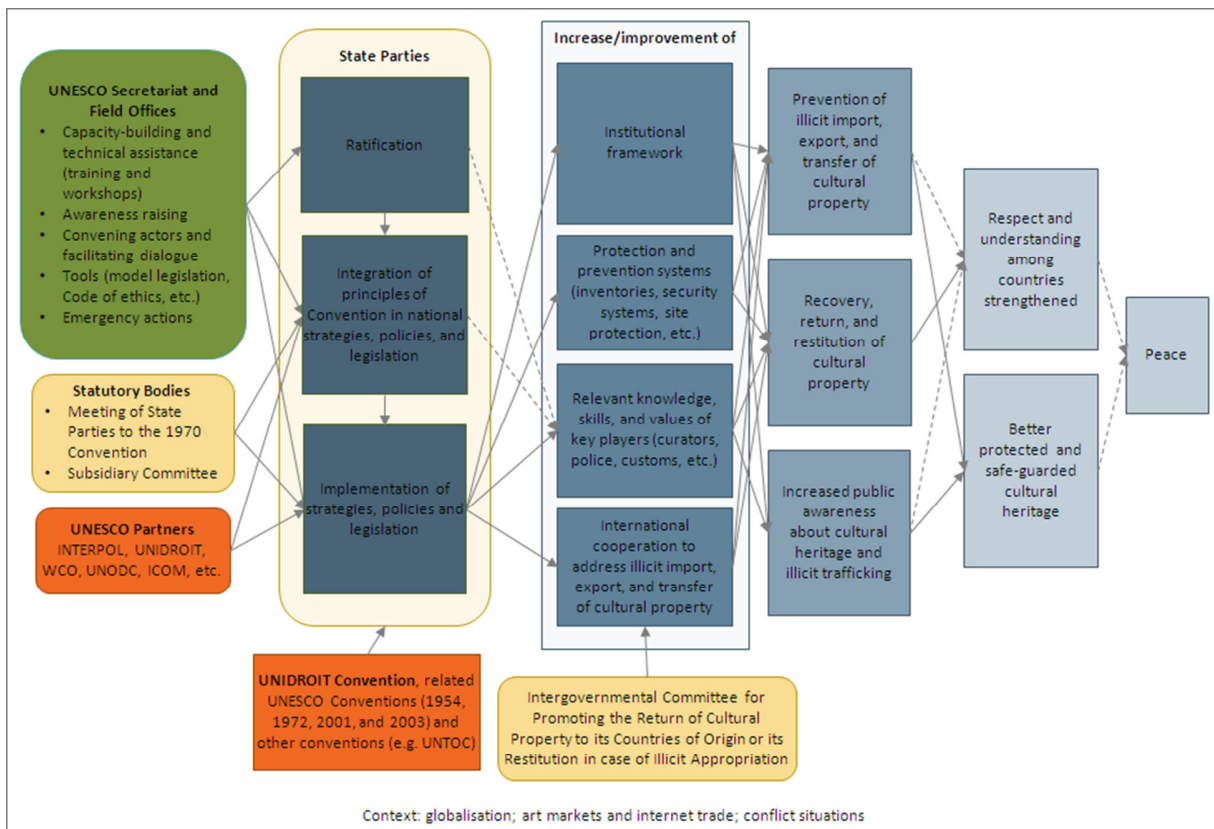 UNESCO Secretariat and
Field Offices
• Capacity-building and
technical assistance
(training and
workshops)
• Awareness raising
• Convening actors and
facilitating dialogue
• Tools (model legislation,
Code of ethics, etc.)
• Emergency actions
Statutory Bodies
• Meeting of State
Parties to the 1970
Convention
• Subsidiary Committee
UNESCO Partners
INTERPOL, UNIDROIT,
WCO, UNODC, ICOM, etc.
State Parties
Ratification
Integration of
principles of
Convention in national
strategies, policies, and
legislation
Implementation of
strategies, policies and
legislation
UNIDROIT Convention, related
UNESCO Conventions (1954,
1972, 2001, and 2003) and
other conventions (e.g. UNTOC)
Increase/improvement of
Institutional
framework
Protection and
prevention systems
(inventories, security
systems, site
protection, etc.)
Relevant knowledge,
skills, and values of
key players (curators,
police, customs, etc.)
International
cooperation to
address illicit import,
export, and transfer
of cultural property
Intergovernmental Committee for
Promoting the Return of Cultural
Property to its Countries of Origin or its
Restitution in case of Illicit Appropriation
Prevention of
illicit import,
export, and
transfer of
cultural
property
Recovery,
return, and
restitution of
cultural
property
Increased public
awareness about
cultural
heritage and
illicit trafficking
Respect and
understanding
among
countries
strengthened
Better
protected and
safe-guarded
cultural
heritage
Peace
Context: globalisation; art markets and internet trade; conflict situations